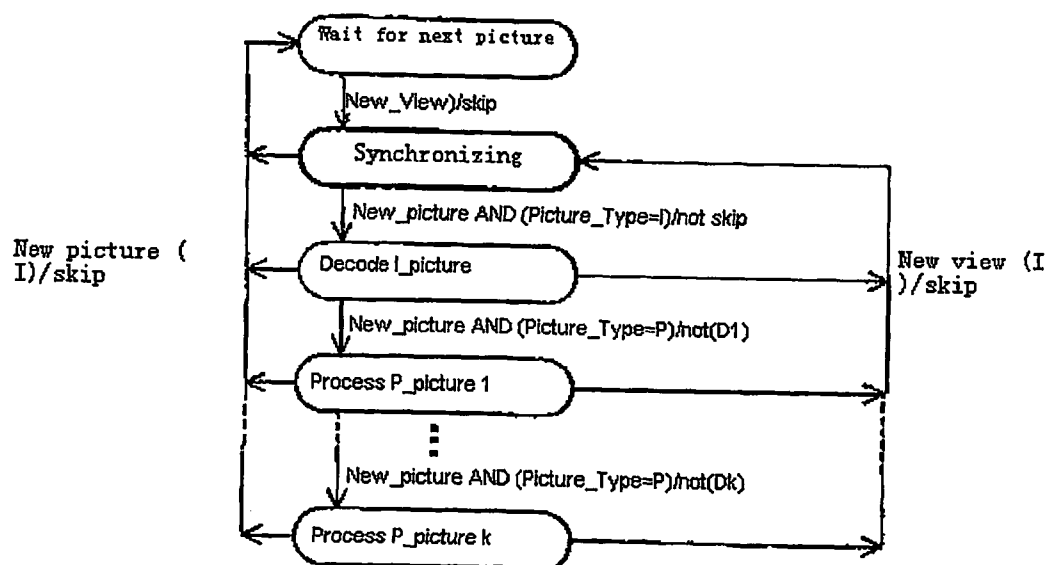 Wait for next picture
New_View)/skip
Synchronizing
New_picture AND (Picture_Type=I)/not skip
New picture (
I)/skip
Decode I_picture
New view (I
)/skip
New_picture AND (Picture_Type=P)/not(D1)
Process P_picture 1
New_picture AND (Picture_Type=P)/not(Dk)
Process P_picture k